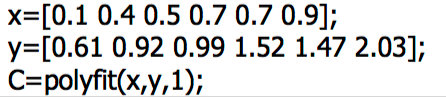 x=[0.1 0.4 0.5 0.7 0.7 0.9];
y=[0.61 0.92 0.99 1.52 1.47 2.03];
C=polyfit(x,y,1);